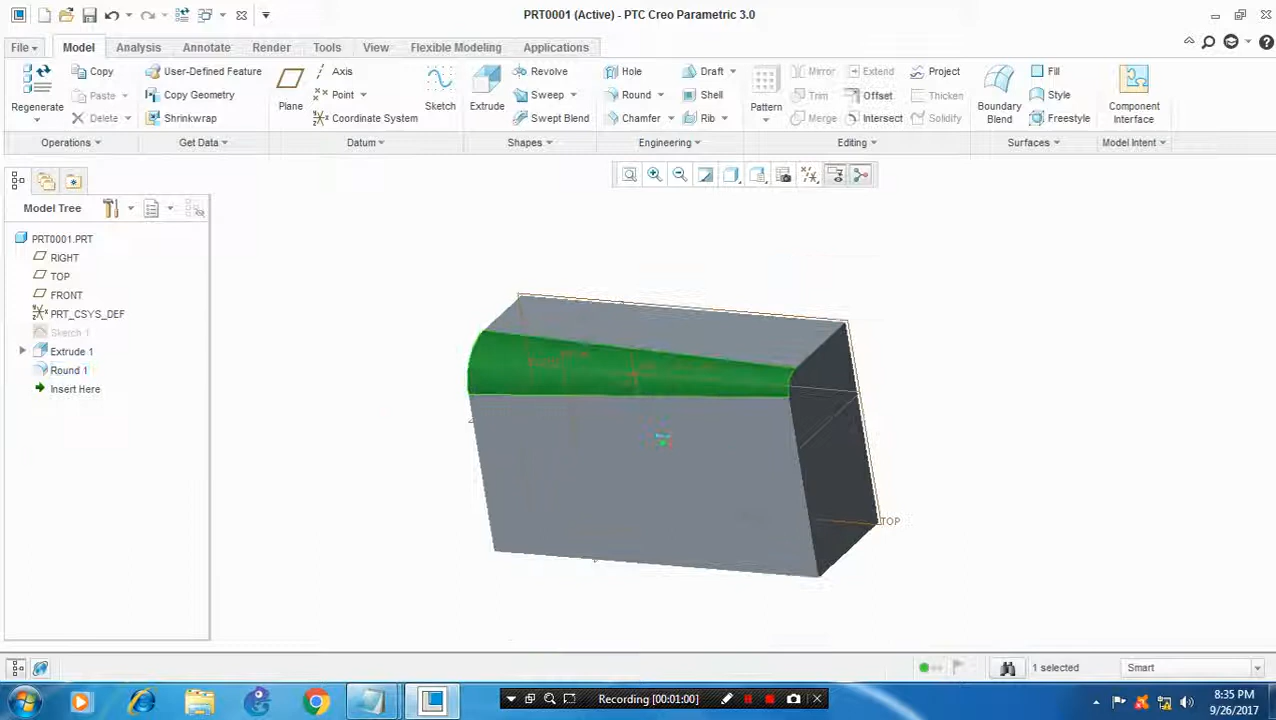 PRT0001 (Active) - PTC Creo Parametric 3.0
File Model Analysis Annotate Render Tools View Flexible Modeling Applications
Regenerate Copy Paste Delete
User-Defined Feature Copy Geometry Shrinkwrap
Plane Axis Point Coordinate System Sketch
Extrude Revolve Sweep Swept Blend
Hole Round Chamfer Draft Shell Rib
Pattern Mirror Trim Merge Extend Offset Intersect Project Thicken Solidify
Boundary Blend Fill Style Freestyle
Component Interface
Operations Get Data Datum Shapes Engineering Editing Surfaces Model Intent
Model Tree
PRT0001.PRT
RIGHT
TOP
FRONT
PRT_CSYS_DEF
Sketch 1
Extrude 1
Round 1
Insert Here
TOP
1 selected
Smart
Recording [00:01:00]
8:35 PM
9/26/2017